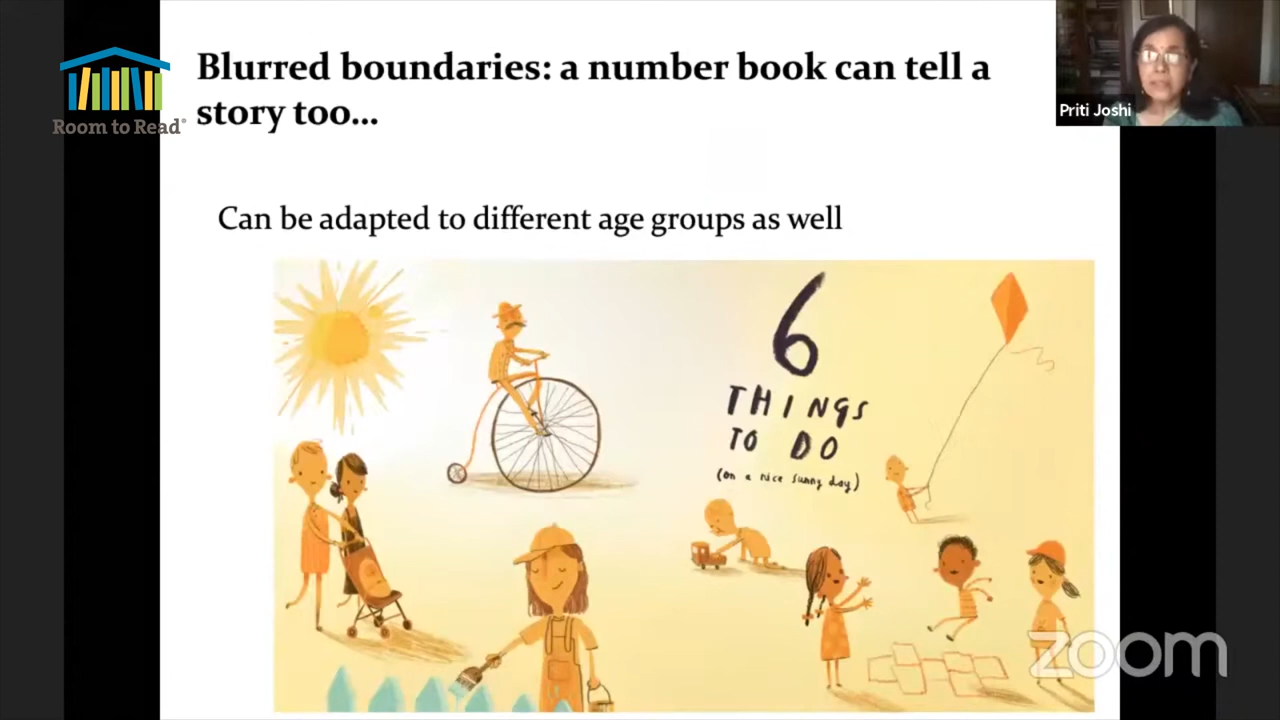 Blurred boundaries: a number book can tell a
story too...
Room to Read®
Priti Joshi
Can be adapted to different age groups as well
6
THINGS
TO DO
(on a nice sunny day)
zoom